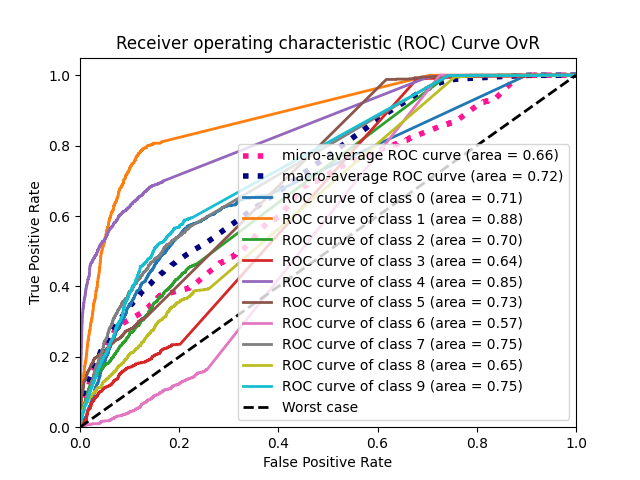 Receiver operating characteristic (ROC) Curve OvR
True Positive Rate
1.0
0.8
0.6
0.4
0.2
0.0
micro-average ROC curve (area = 0.66)
macro-average ROC curve (area = 0.72)
ROC curve of class 0 (area = 0.71)
ROC curve of class 1 (area = 0.88)
ROC curve of class 2 (area = 0.70)
ROC curve of class 3 (area = 0.64)
ROC curve of class 4 (area = 0.85)
ROC curve of class 5 (area = 0.73)
ROC curve of class 6 (area = 0.57)
ROC curve of class 7 (area = 0.75)
ROC curve of class 8 (area = 0.65)
ROC curve of class 9 (area = 0.75)
Worst case
0.0 0.2 0.4 0.6 0.8 1.0
False Positive Rate